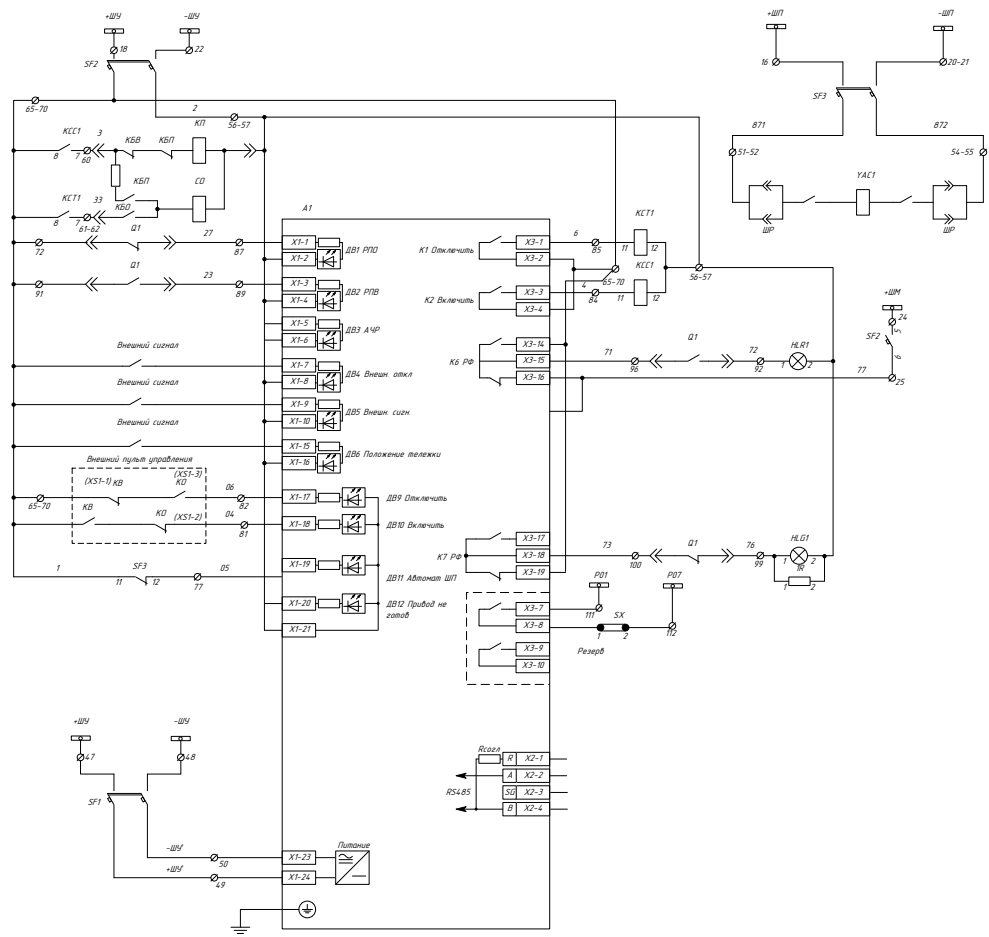 +ШУ
-ШУ
18
22
SF2
65-70
2
56-57
+ШП
-ШП
16
20-21
SF3
871
872
51-52
54-55
YAC1
ШР
ШР
КСС1
3
КБВ
КБП
КП
8
7
60
КБП
СО
КСТ1
33
КБО
8
7
61-62
Q1
27
72
87
Q1
23
91
89
Внешний сигнал
Внешний сигнал
Внешний сигнал
Внешний пульт управления
(XS1-1)
КВ
(XS1-3)
КО
06
65-70
82
КВ
КО
(XS1-2)
04
81
1
SF3
05
11
12
77
A1
X1-1
X1-2
ДВ1 РПО
X1-3
X1-4
ДВ2 РПВ
X1-5
X1-6
ДВ3 АЧР
X1-7
X1-8
ДВ4 Внешн. откл
X1-9
X1-10
ДВ5 Внешн. сигн.
X1-15
X1-16
ДВ6 Положение тележки
X1-17
ДВ9 Отключить
X1-18
ДВ10 Включить
X1-19
ДВ11 Автомат ШП
X1-20
ДВ12 Привод не
готов
X1-21
К1 Отключить
X3-1
X3-2
К2 Включить
X3-3
X3-4
К6 РФ
X3-14
X3-15
X3-16
К7 РФ
X3-17
X3-18
X3-19
X3-7
X3-8
X3-9
X3-10
6
85
КСТ1
11
12
КСС1
4
84
11
12
65-70
56-57
71
96
Q1
72
92
HLR1
1
2
77
+ШМ
24
5
SF2
6
25
73
100
Q1
76
99
HLG1
1
2
1R
1
2
P01
P07
111
SX
1
2
112
Резерв
Rсогл
R
X2-1
A
X2-2
RS485
SG
X2-3
B
X2-4
+ШУ
-ШУ
47
48
SF1
-ШУ'
50
+ШУ'
49
X1-23
X1-24
Питание